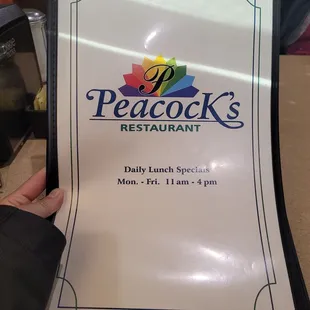 P
PEACOCK'S
RESTAURANT
Daily Lunch Specials
Mon. - Fri. 11 am - 4 pm